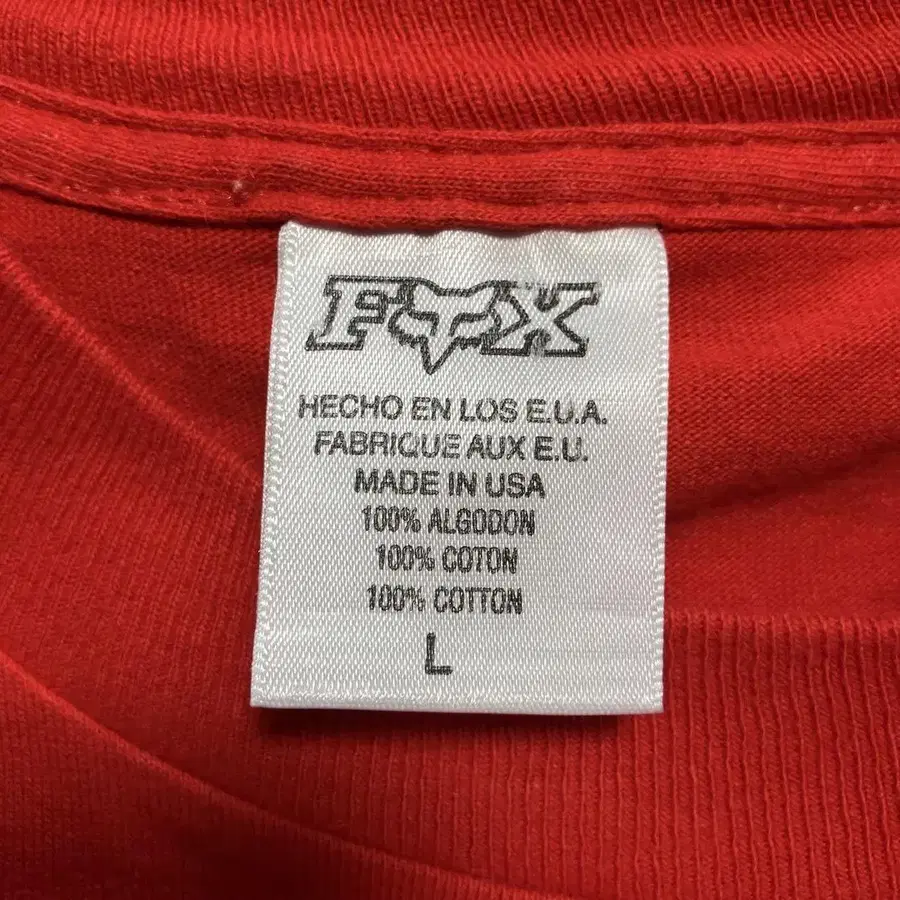 FOX
HECHO EN LOS E.U.A.
FABRIQUE AUX E.U.
MADE IN USA
100% ALGODON
100% COTON
100% COTTON
L